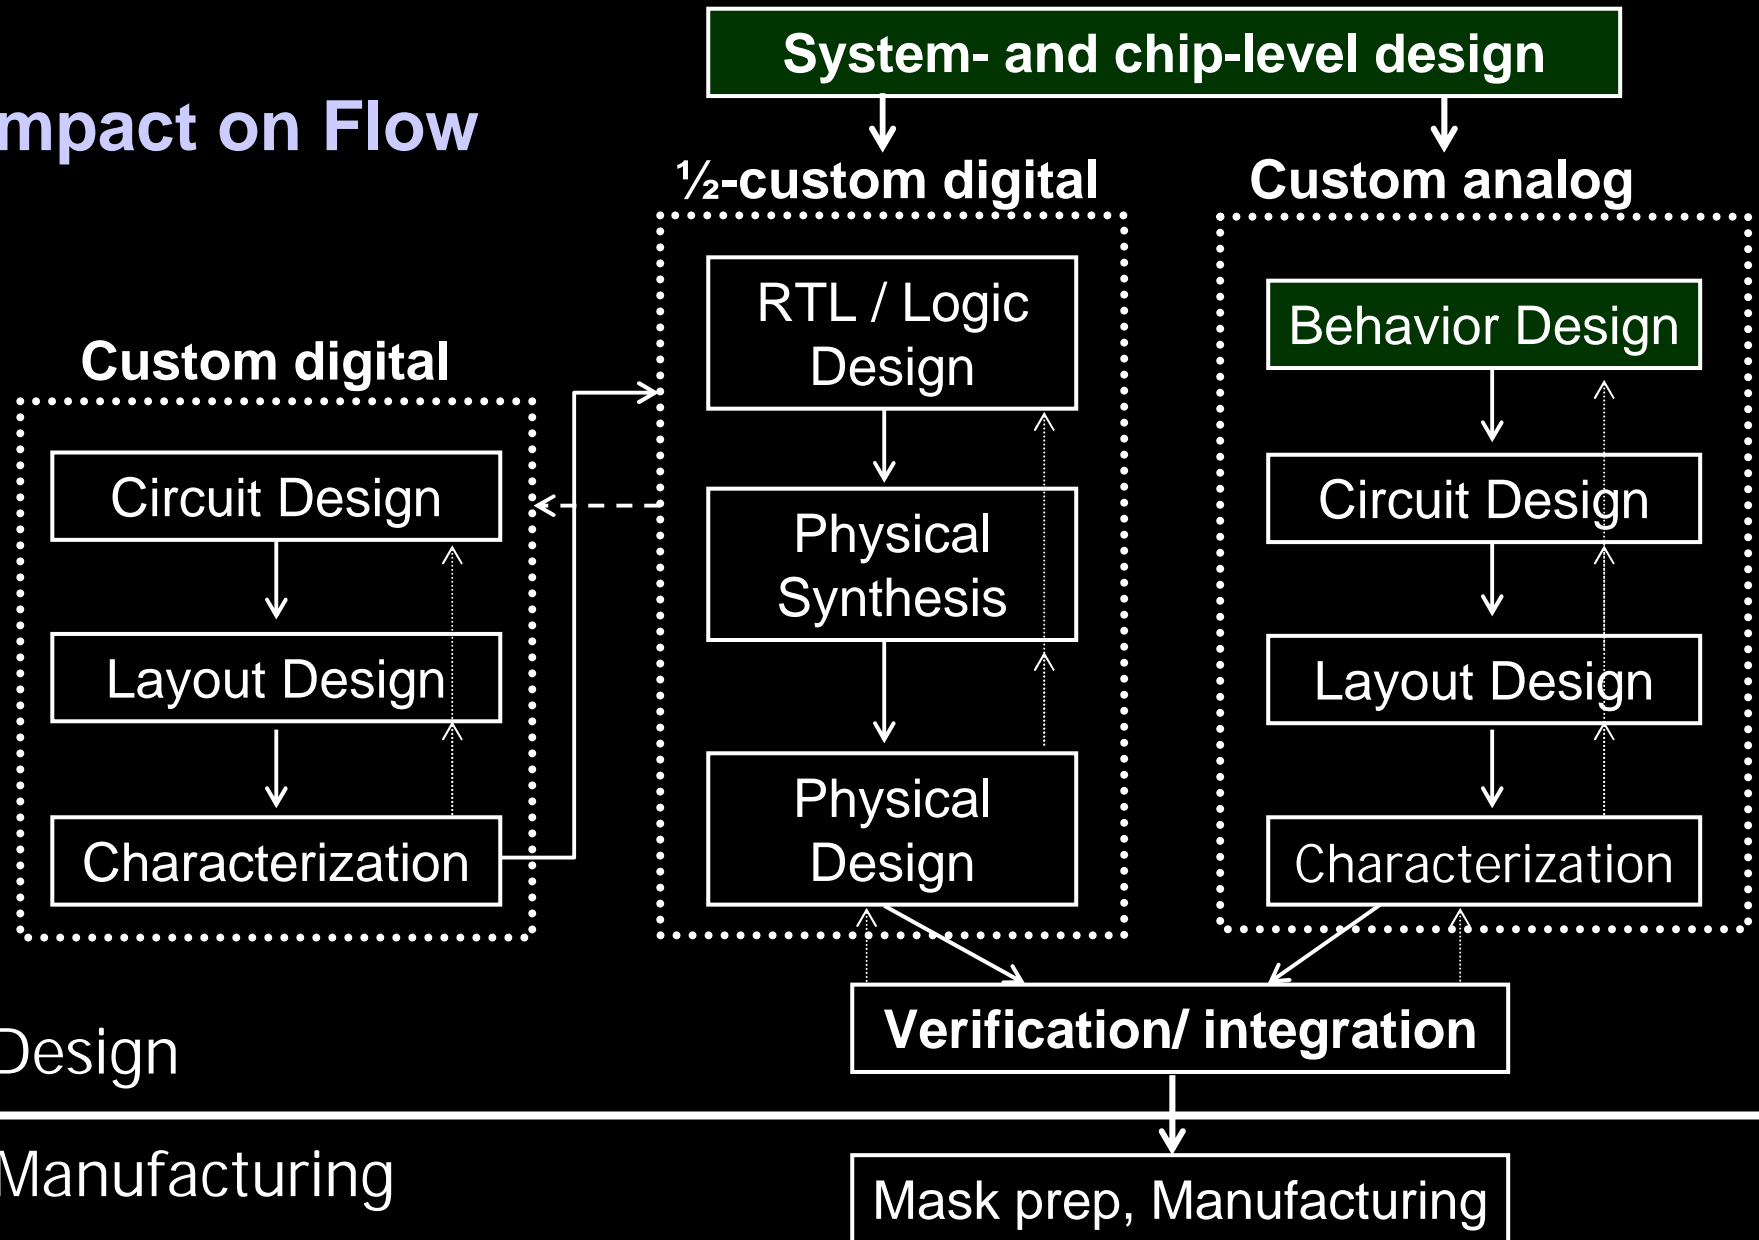 System- and chip-level design
mpact on Flow
½-custom digital
Custom analog
RTL / Logic
Design
Behavior Design
Custom digital
Circuit Design
Physical
Synthesis
Circuit Design
Layout Design
Layout Design
Physical
Design
Characterization
Characterization
Verification/ integration
Design
Manufacturing
Mask prep, Manufacturing